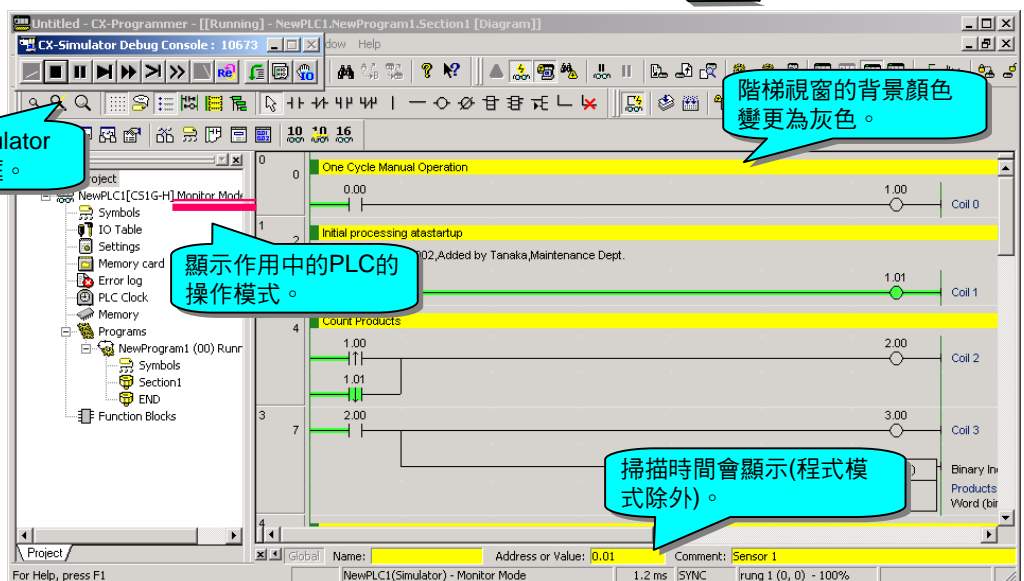 Untitled - CX-Programmer - [[Running] - NewPLC1.NewProgram1.Section1 [Diagram]]
CX-Simulator Debug Console : 10673
dow Help
階梯視窗的背景顏色
變更為灰色。
ulator
。
10 10 16
roject
NewPLC1[CS1G-H] Monitor Mode
Symbols
IO Table
Settings
Memory card
Error log
PLC Clock
Memory
Programs
NewProgram1 (00) Runr
Symbols
Section1
END
Function Blocks
Project
顯示作用中的PLC的
操作模式。
0
0
One Cycle Manual Operation
0.00
1.00
Coil 0
1
2
Initial processing atastartup
002,Added by Tanaka,Maintenance Dept.
1.01
Coil 1
4
Count Products
1.00
2.00
Coil 2
1.01
3
7
2.00
3.00
Coil 3
)
Binary In
Products
Word (bin
4
掃描時間會顯示(程式模
式除外)。
Global
Name:
Address or Value: 0.01
Comment: Sensor 1
For Help, press F1
NewPLC1(Simulator) - Monitor Mode
1.2 ms
SYNC
rung 1 (0, 0) - 100%